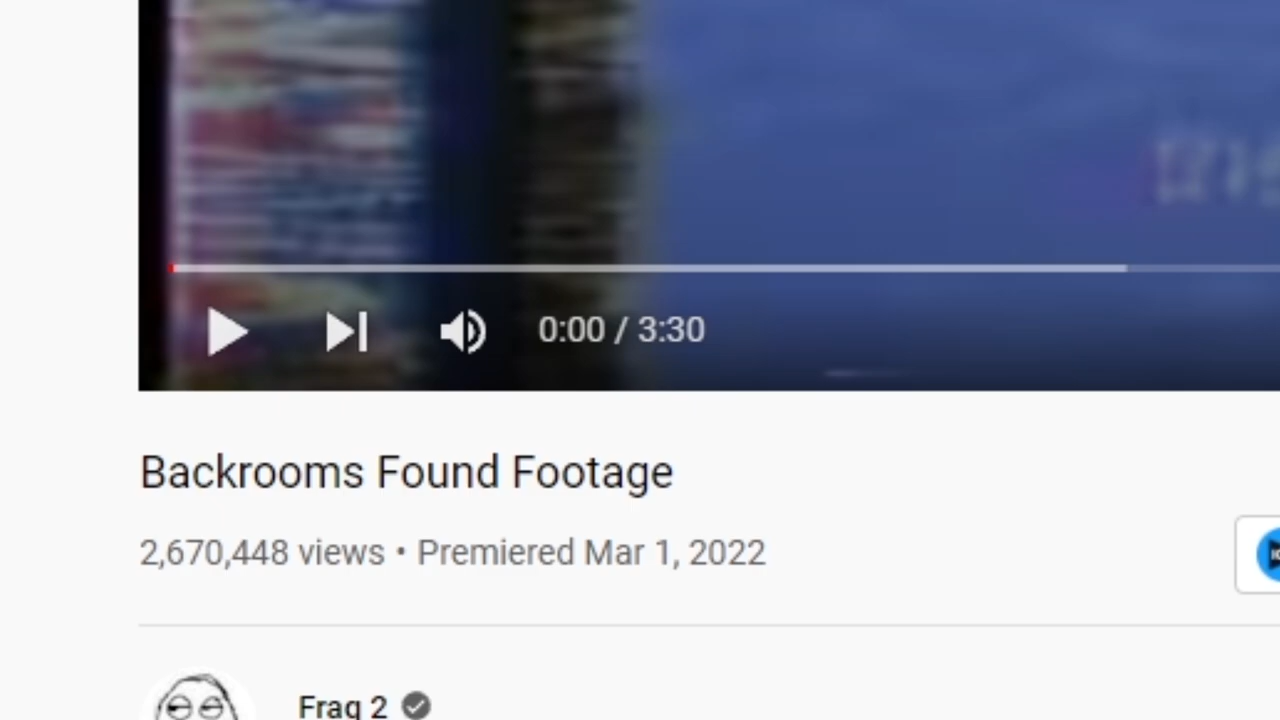 0:00 / 3:30
Backrooms Found Footage
2,670,448 views • Premiered Mar 1, 2022
Frag 2